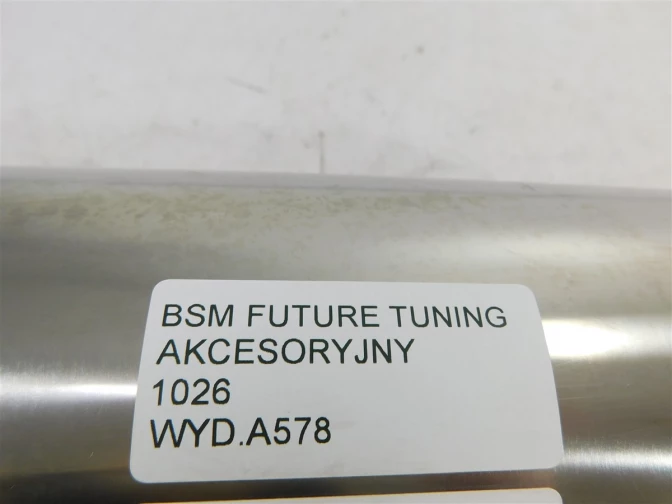 BSM FUTURE TUNING
AKCESORYJNY
1026
WYD.A578